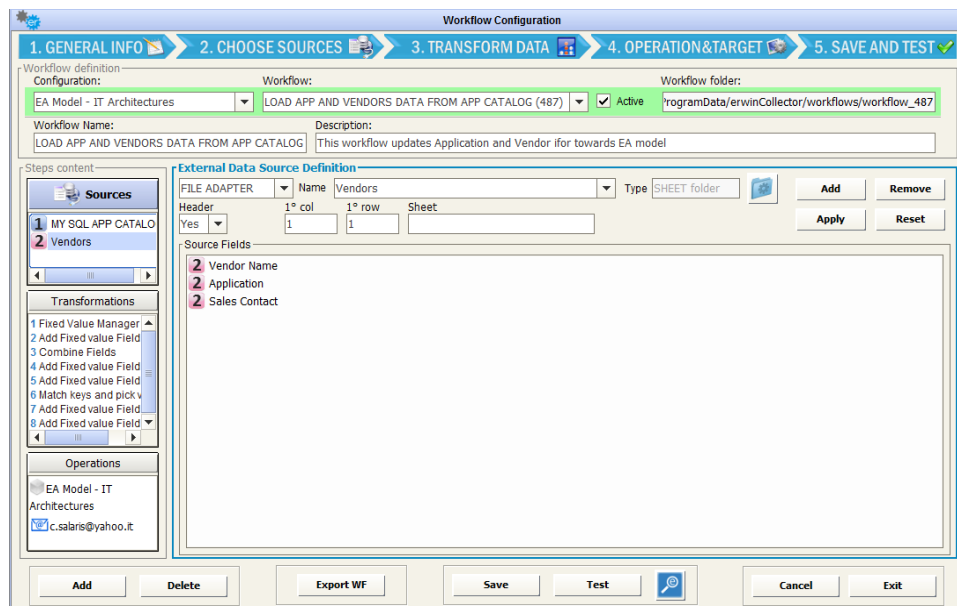 Workflow Configuration
1. GENERAL INFO 2. CHOOSE SOURCES 3. TRANSFORM DATA 4. OPERATION&TARGET 5. SAVE AND TEST
Workflow definition
Configuration: Workflow: Workflow folder:
EA Model - IT Architectures LOAD APP AND VENDORS DATA FROM APP CATALOG (487) Active ProgramData/erwinCollector/workflows/workflow_487
Workflow Name: Description:
LOAD APP AND VENDORS DATA FROM APP CATALOG This workflow updates Application and Vendor ifor towards EA model
Steps content External Data Source Definition
Sources
FILE ADAPTER Name Vendors Type SHEET folder Add Remove
Header 1° col 1° row Sheet
Yes 1 1 Apply Reset
1 MY SQL APP CATALO
2 Vendors
Source Fields
2 Vendor Name
2 Application
2 Sales Contact
Transformations
1 Fixed Value Manager
2 Add Fixed value Field
3 Combine Fields
4 Add Fixed value Field
5 Add Fixed value Field
6 Match keys and pick v
7 Add Fixed value Field
8 Add Fixed value Field
Operations
EA Model - IT
Architectures
c.salaris@yahoo.it
Add Delete Export WF Save Test Cancel Exit